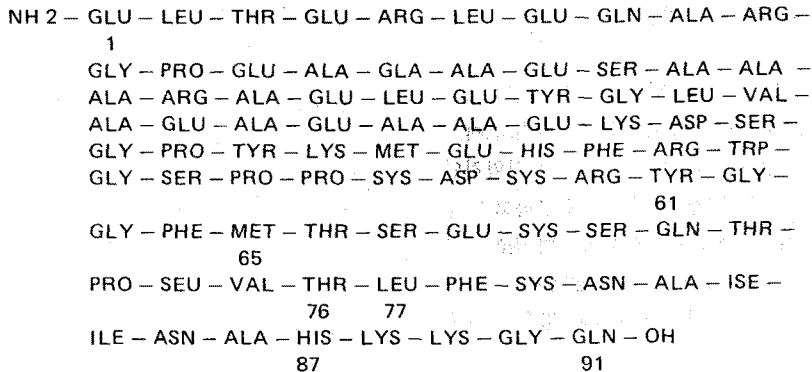 NH 2 – GLU – LEU – THR – GLU – ARG – LEU – GLU – GLN – ALA – ARG –
1
GLY – PRO – GLU – ALA – GLA – ALA – GLU – SER – ALA – ALA –
ALA – ARG – ALA – GLU – LEU – GLU – TYR – GLY – LEU – VAL –
ALA – GLU – ALA – GLU – ALA – ALA – GLU – LYS – ASP – SER –
GLY – PRO – TYR – LYS – MET – GLU – HIS – PHE – ARG – TRP –
GLY – SER – PRO – PRO – SYS – ASP – SYS – ARG – TYR – GLY –
61
GLY – PHE – MET – THR – SER – GLU – SYS – SER – GLN – THR –
65
PRO – SEU – VAL – THR – LEU – PHE – SYS – ASN – ALA – ISE –
76 77
ILE – ASN – ALA – HIS – LYS – LYS – GLY – GLN – OH
87 91